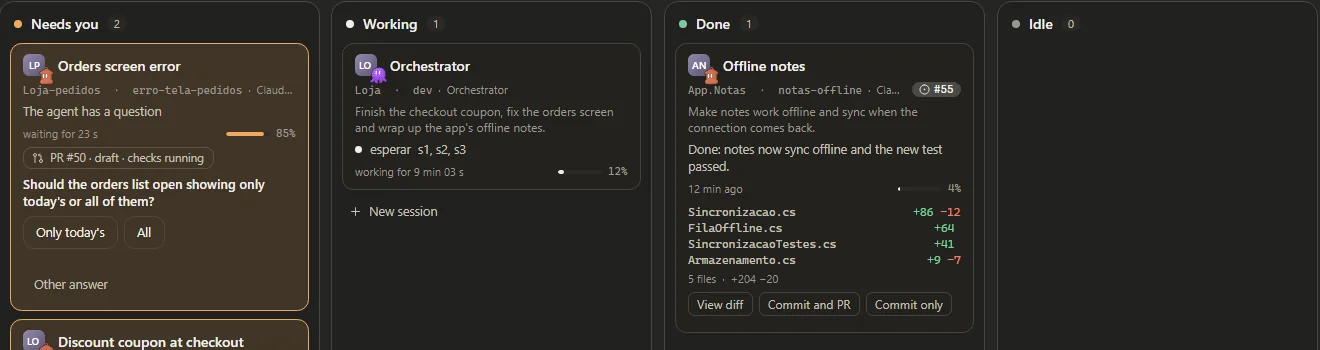 Needs you 2
LP Orders screen error
Loja-pedidos · erro-tela-pedidos · Claud...
The agent has a question
waiting for 23 s 85%
PR #50 · draft · checks running
Should the orders list open showing only
today's or all of them?
Only today's All
Other answer
LO Discount coupon at checkout
Working 1
LO Orchestrator
Loja · dev · Orchestrator
Finish the checkout coupon, fix the orders screen
and wrap up the app's offline notes.
esperar s1, s2, s3
working for 9 min 03 s 12%
+ New session
Done 1
AN Offline notes
App.Notas · notas-offline · Cla... #55
Make notes work offline and sync when the
connection comes back.
Done: notes now sync offline and the new test
passed.
12 min ago 4%
Sincronizacao.cs +86 −12
FilaOffline.cs +64
SincronizacaoTestes.cs +41
Armazenamento.cs +9 −7
5 files · +204 −20
View diff Commit and PR Commit only
Idle 0